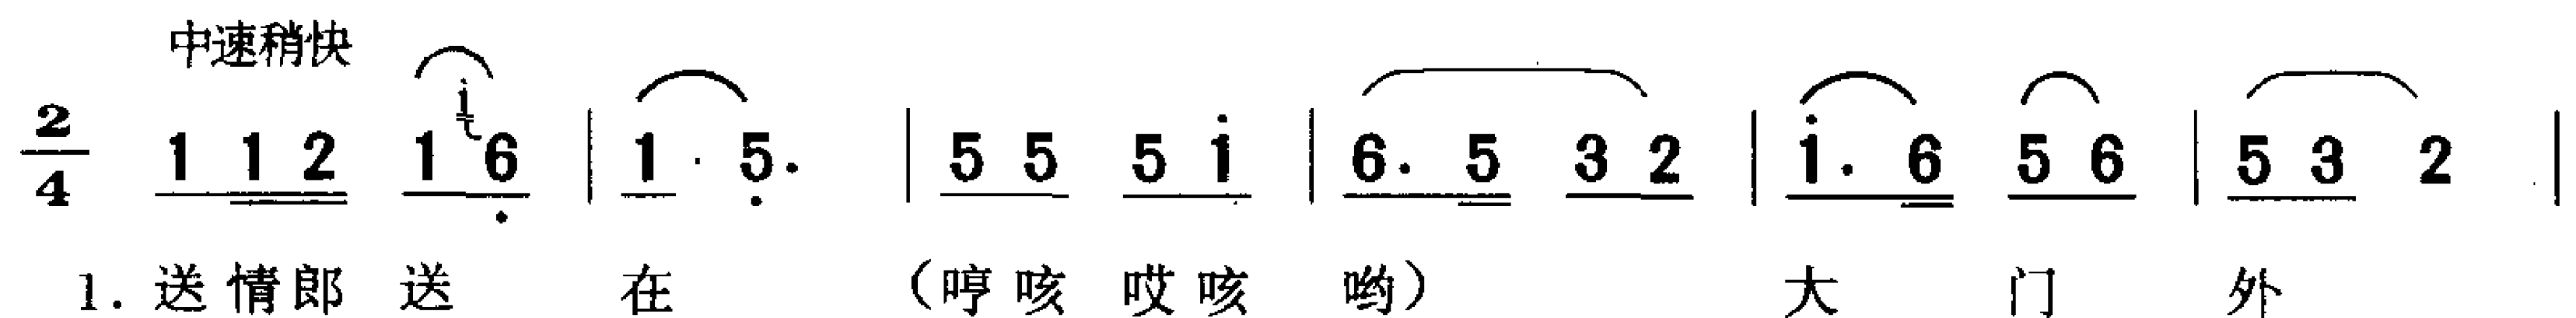 中速稍快
2/4 1 1 2 1 i 6 | 1 · 5. | 5 5 5 i | 6. 5 3 2 | i. 6 5 6 | 5 3 2 |
1. 送情郎 送 在 （哼咳 哎咳 哟） 大 门 外